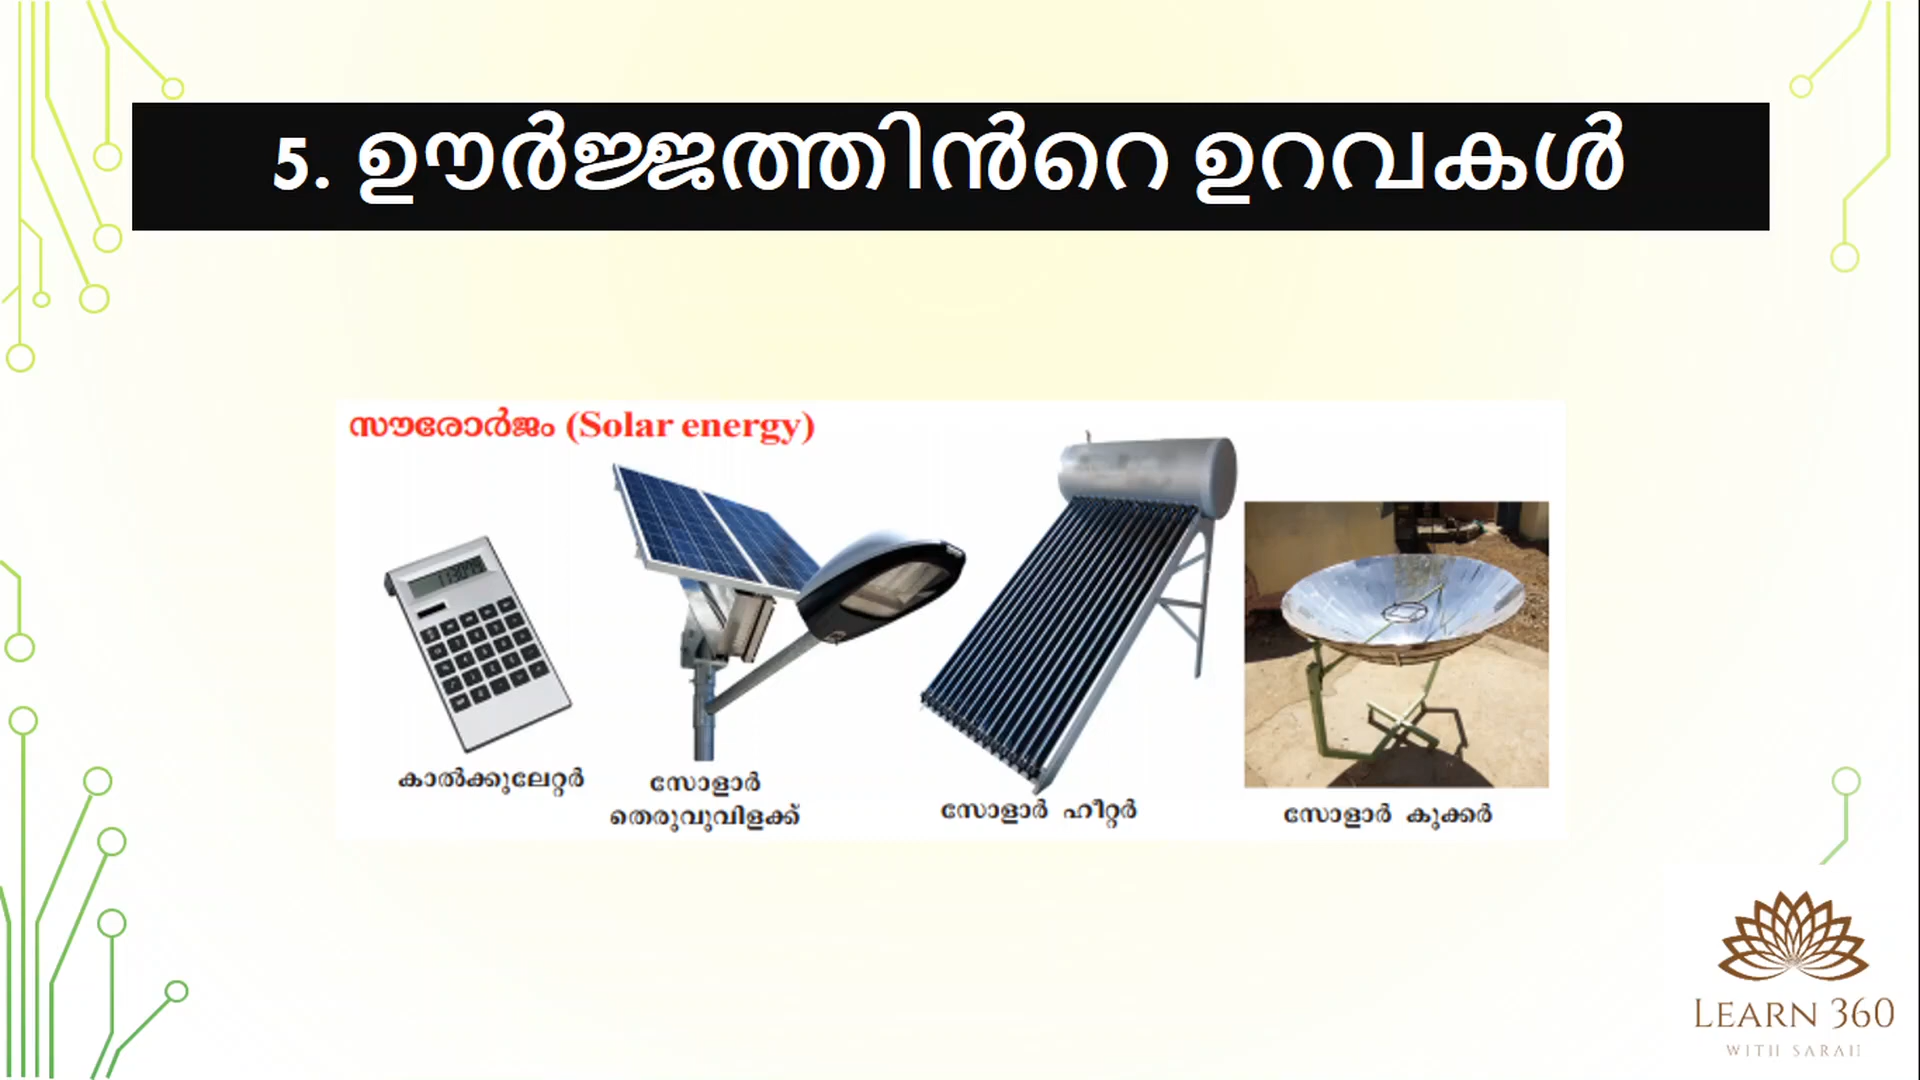 5. ഊർജ്ജത്തിൻറെ ഉറവകൾ
സൗരോർജം (Solar energy)
കാൽക്കുലേറ്റർ
സോളാർ
തെരുവുവിളക്ക്
സോളാർ ഹീറ്റർ
സോളാർ കുക്കർ
LEARN 360
WITH SARAH